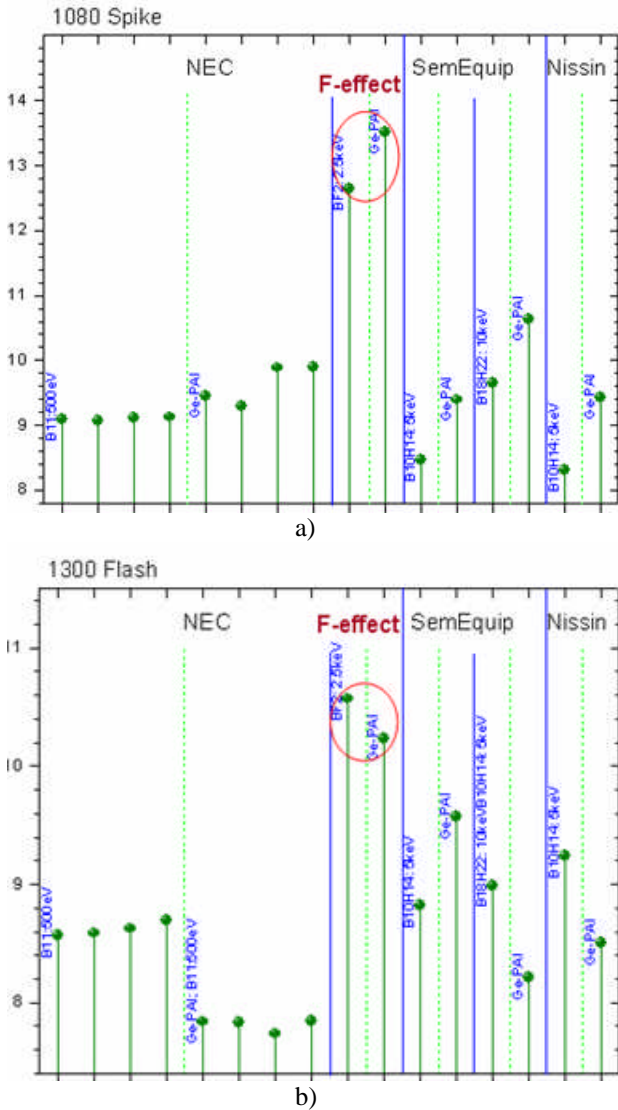 1080 Spike
NEC
F-effect
SemEquip
Nissin
14
13
12
11
10
9
8
B11:500eV
Ge-PAI
BF2: 2.5keV
Ge-PAI
B10H14: 5keV
Ge-PAI
B18H22: 10keV
Ge-PAI
B10H14: 5keV
Ge-PAI
a)
1300 Flash
NEC
F-effect
SemEquip
Nissin
11
10
9
8
B11:500eV
Ge-PAI; B11:500eV
BF2: 2.5keV
Ge-PAI
B10H14: 5keV
Ge-PAI
B18H22: 10keVB10H14: 5keV
Ge-PAI
B10H14: 5keV
Ge-PAI
b)